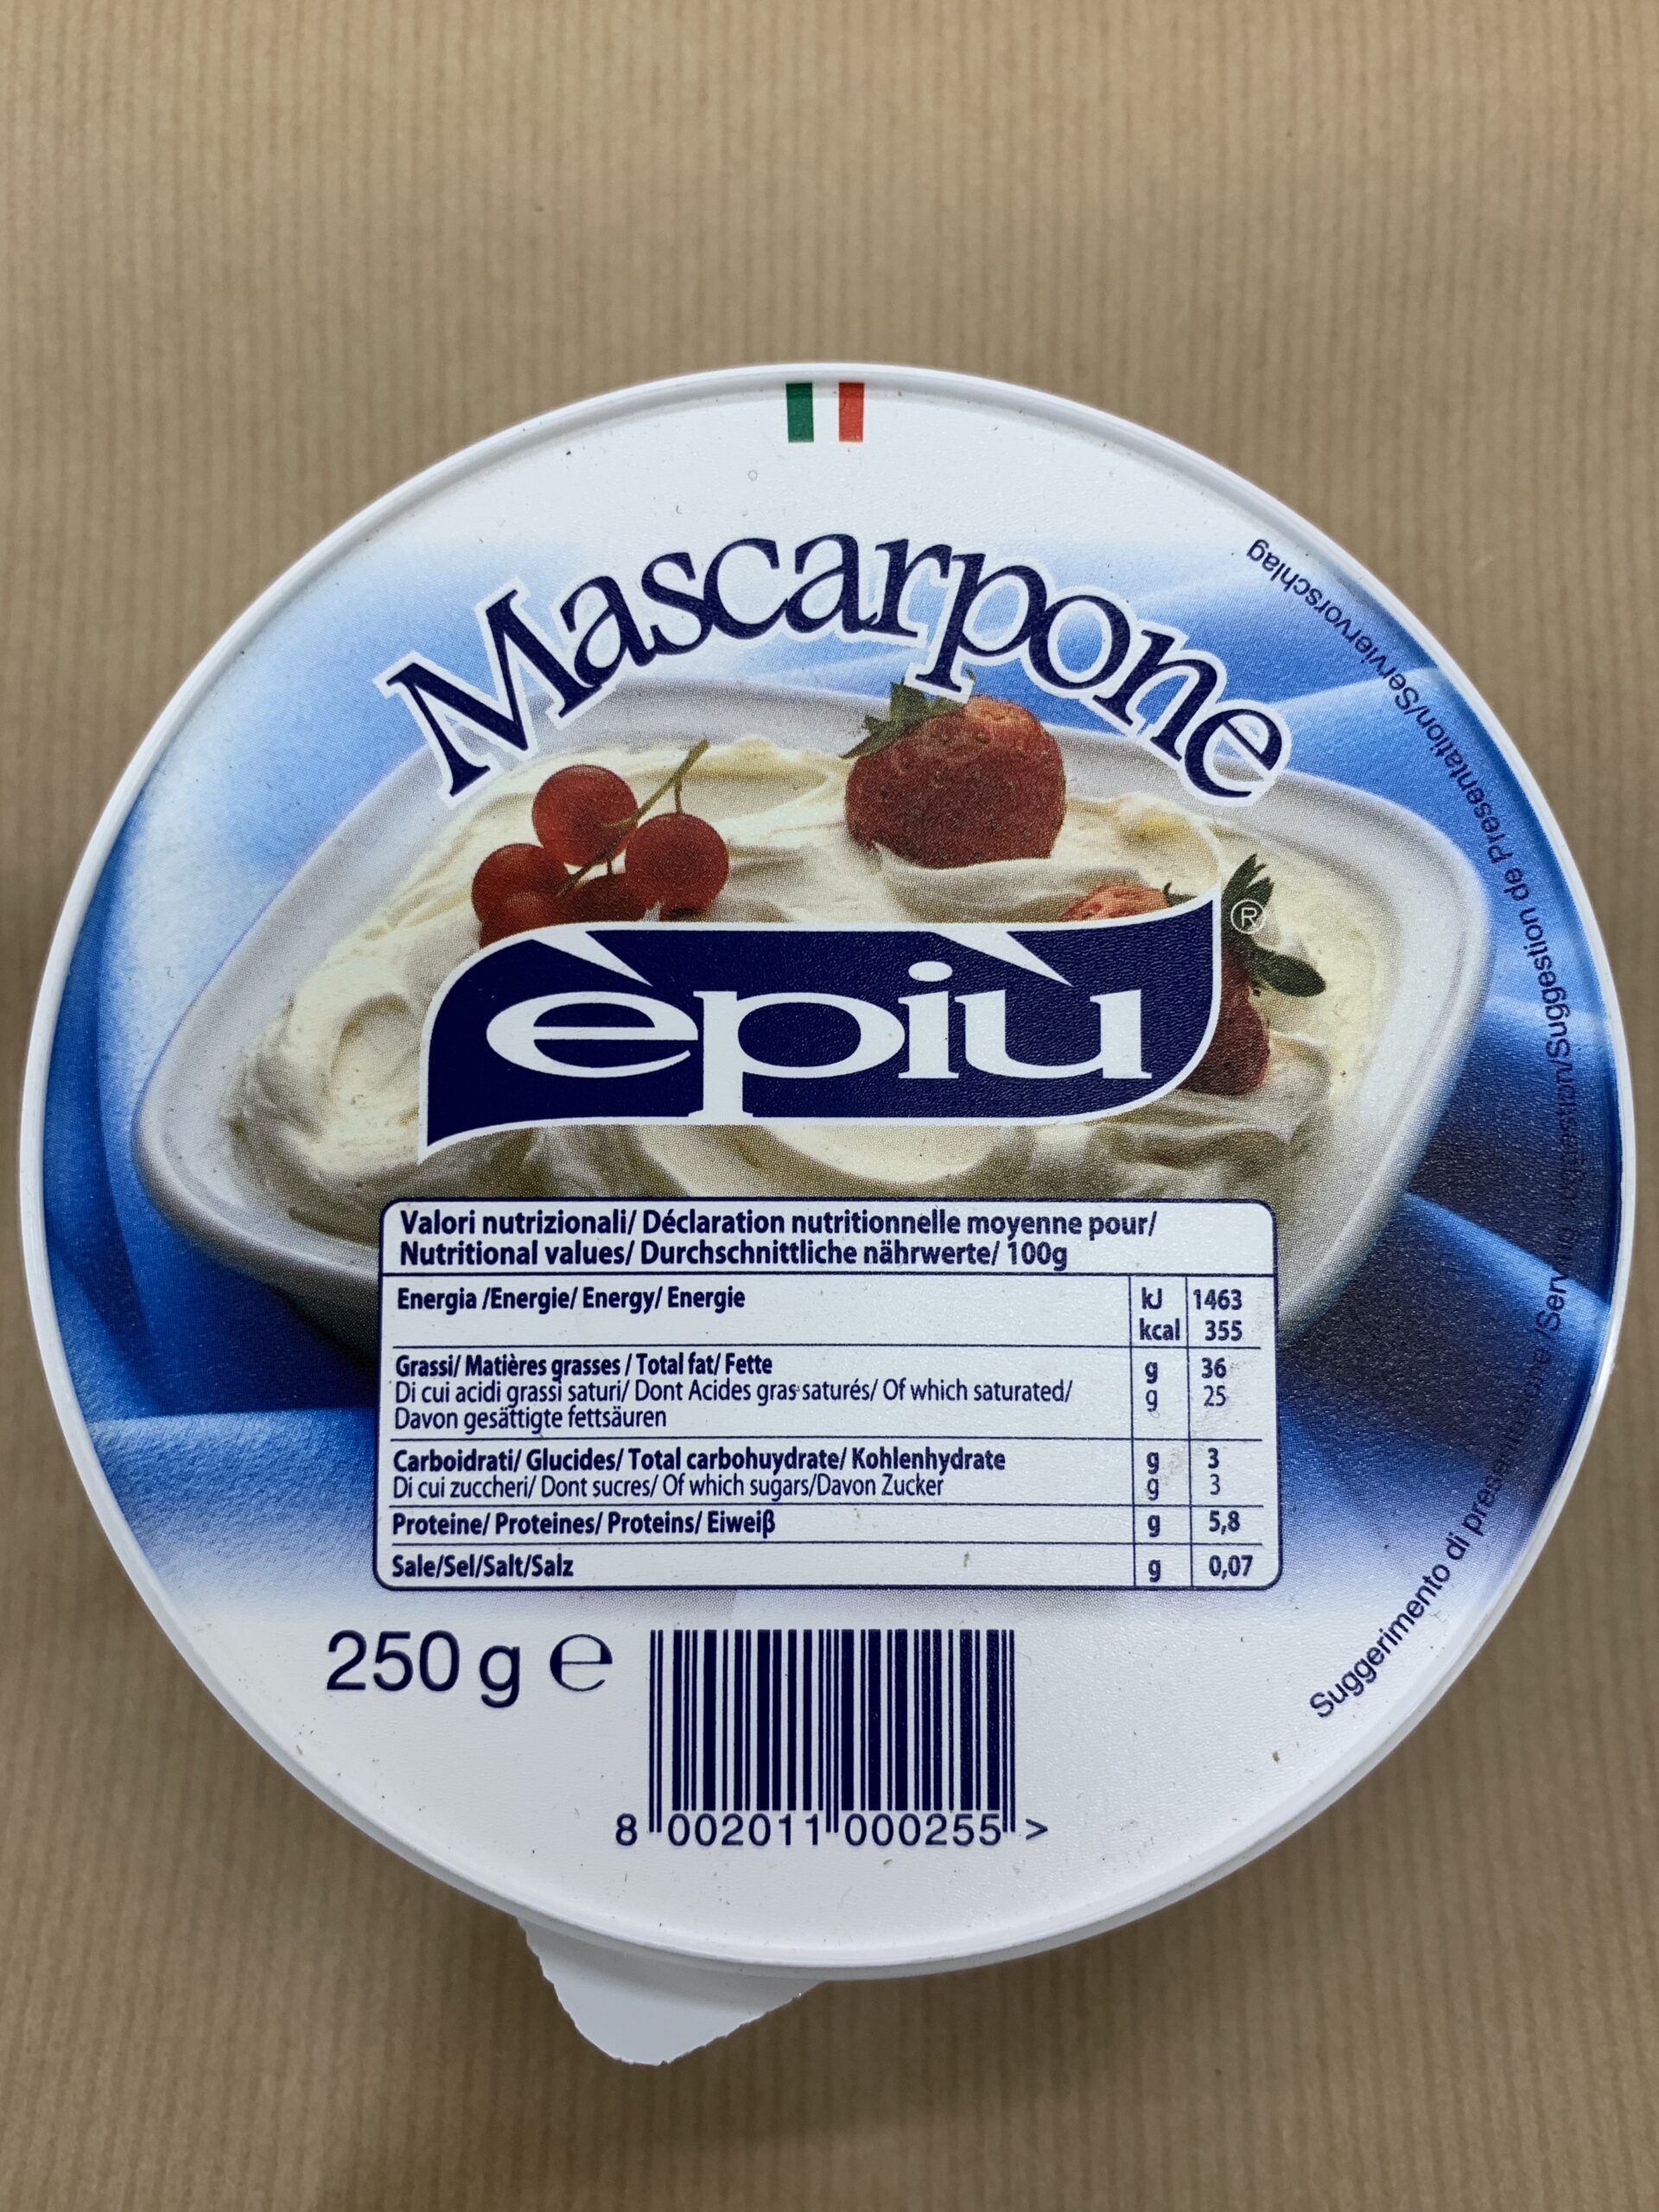 Mascarpone
èpiù ®
Valori nutrizionali/ Déclaration nutritionnelle moyenne pour/
Nutritional values/ Durchschnittliche nährwerte/ 100g
Energia /Energie/ Energy/ Energie kJ 1463
kcal 355
Grassi/ Matières grasses / Total fat/ Fette g 36
Di cui acidi grassi saturi/ Dont Acides gras saturés/ Of which saturated/ g 25
Davon gesättigte fettsäuren
Carboidrati/ Glucides/ Total carbohuydrate/ Kohlenhydrate g 3
Di cui zuccheri/ Dont sucres/ Of which sugars/Davon Zucker g 3
Proteine/ Proteines/ Proteins/ Eiweiß g 5,8
Sale/Sel/Salt/Salz g 0,07
250 g e
8 002011 000255 >
Suggerimento di /Suggestion de Presentation/Serviervorschlag